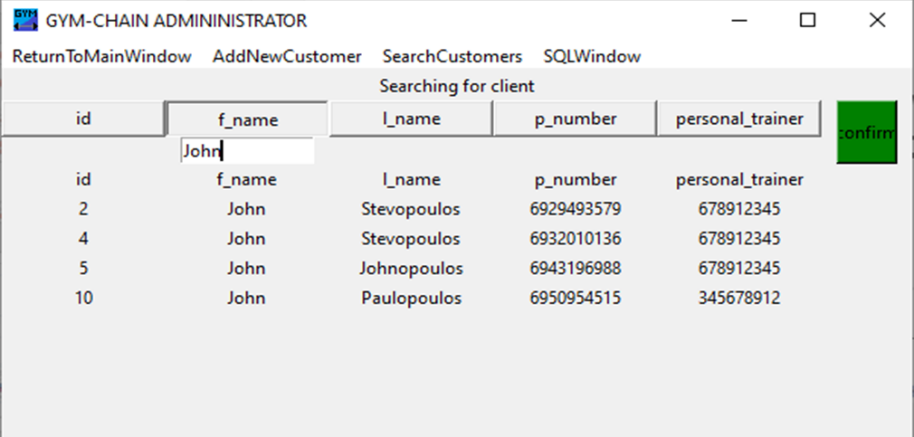 GYM GYM-CHAIN ADMININISTRATOR
ReturnToMainWindow AddNewCustomer SearchCustomers SQLWindow
Searching for client
id f_name l_name p_number personal_trainer confirm
John
id f_name l_name p_number personal_trainer
2 John Stevopoulos 6929493579 678912345
4 John Stevopoulos 6932010136 678912345
5 John Johnopoulos 6943196988 678912345
10 John Paulopoulos 6950954515 345678912